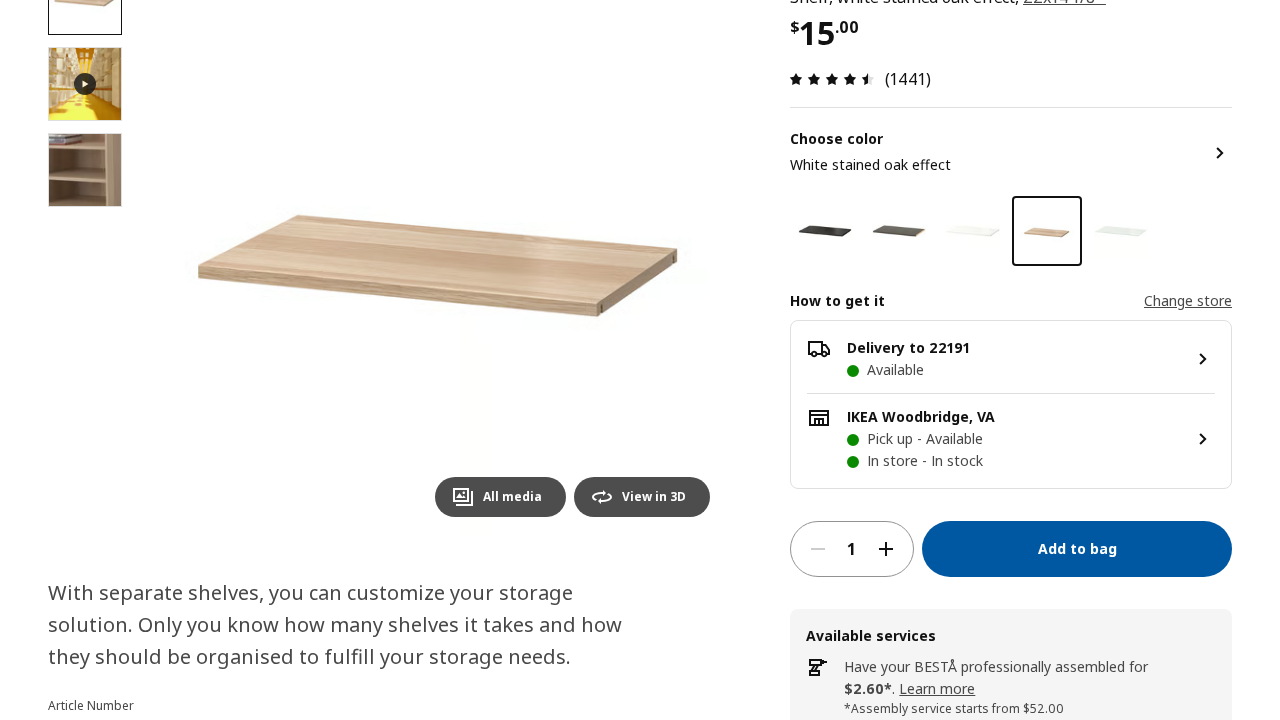 $15.00
(1441)
Choose color
White stained oak effect
How to get it
Change store
Delivery to 22191
Available
IKEA Woodbridge, VA
Pick up - Available
In store - In stock
All media
View in 3D
1
Add to bag
With separate shelves, you can customize your storage
solution. Only you know how many shelves it takes and how
they should be organised to fulfill your storage needs.
Article Number
Available services
Have your BESTÅ professionally assembled for
$2.60*. Learn more
*Assembly service starts from $52.00